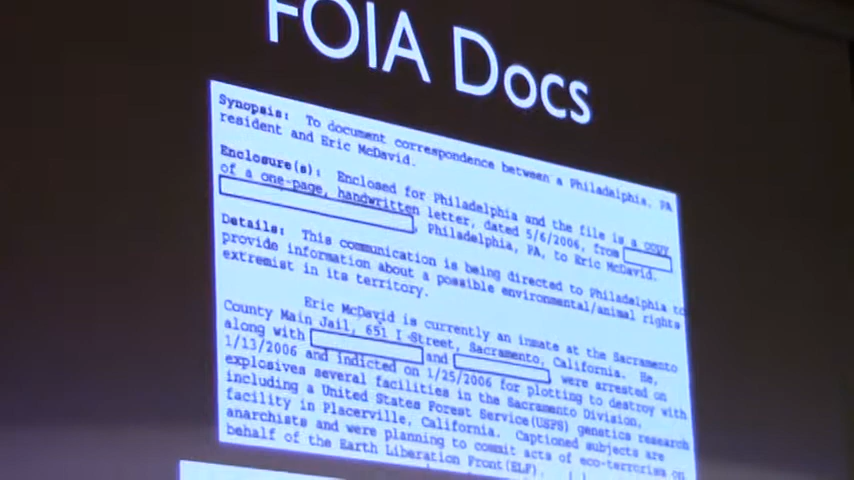 FOIA Docs
Synopsis: To document correspondence between a Philadelphia, PA
resident and Eric McDavid.
Enclosure(s): Enclosed for Philadelphia and the file is a copy
of a one-page, handwritten letter, dated 5/6/2006, from
, Philadelphia, PA, to Eric McDavid.
Details: This communication is being directed to Philadelphia to
provide information about a possible environmental/animal rights
extremist in its territory.
Eric McDavid is currently an inmate at the Sacramento
County Main Jail, 651 I Street, Sacramento, California. He,
along with and , were arrested on
1/13/2006 and indicted on 1/25/2006 for plotting to destroy with
explosives several facilities in the Sacramento Division,
including a United States Forest Service(USFS) genetics research
facility in Placerville, California. Captioned subjects are
anarchists and were planning to commit acts of eco-terrorism on
behalf of the Earth Liberation Front(ELF).